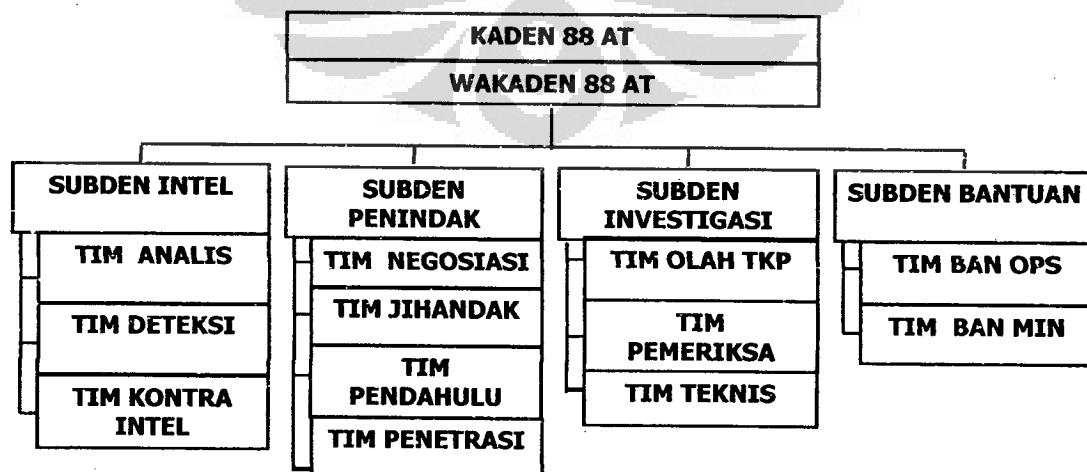 KADEN 88 AT
WAKADEN 88 AT
SUBDEN INTEL
TIM ANALIS
TIM DETEKSI
TIM KONTRA
INTEL
SUBDEN
PENINDAK
TIM NEGOSIASI
TIM JIHANDAK
TIM
PENDAHULU
TIM PENETRASI
SUBDEN
INVESTIGASI
TIM OLAH TKP
TIM
PEMERIKSA
TIM TEKNIS
SUBDEN BANTUAN
TIM BAN OPS
TIM BAN MIN